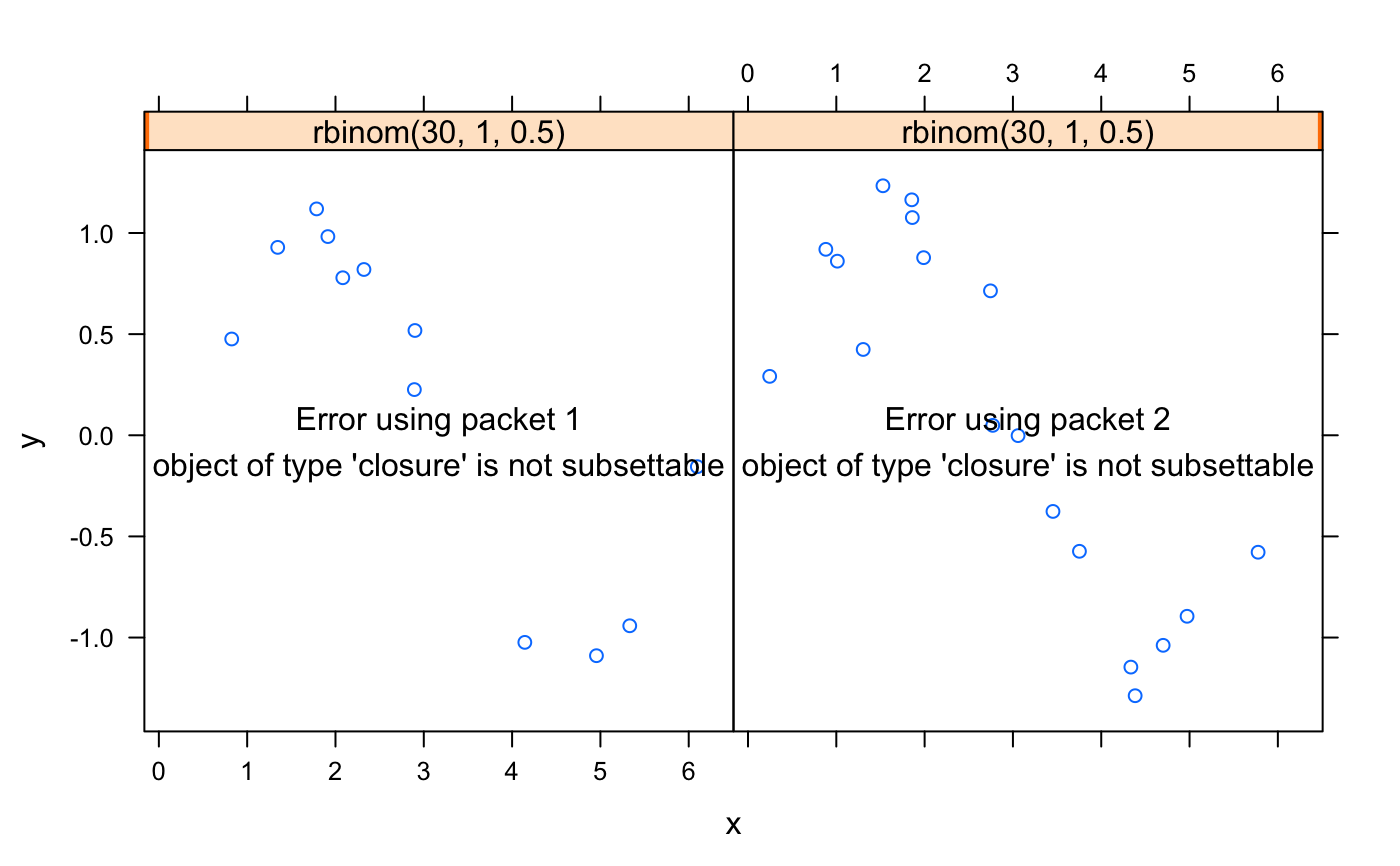 0 1 2 3 4 5 6
rbinom(30, 1, 0.5) rbinom(30, 1, 0.5)
1.0
0.5
Error using packet 1 Error using packet 2
0.0
y
object of type 'closure' is not subsettable object of type 'closure' is not subsettable
-0.5
-1.0
0 1 2 3 4 5 6
x